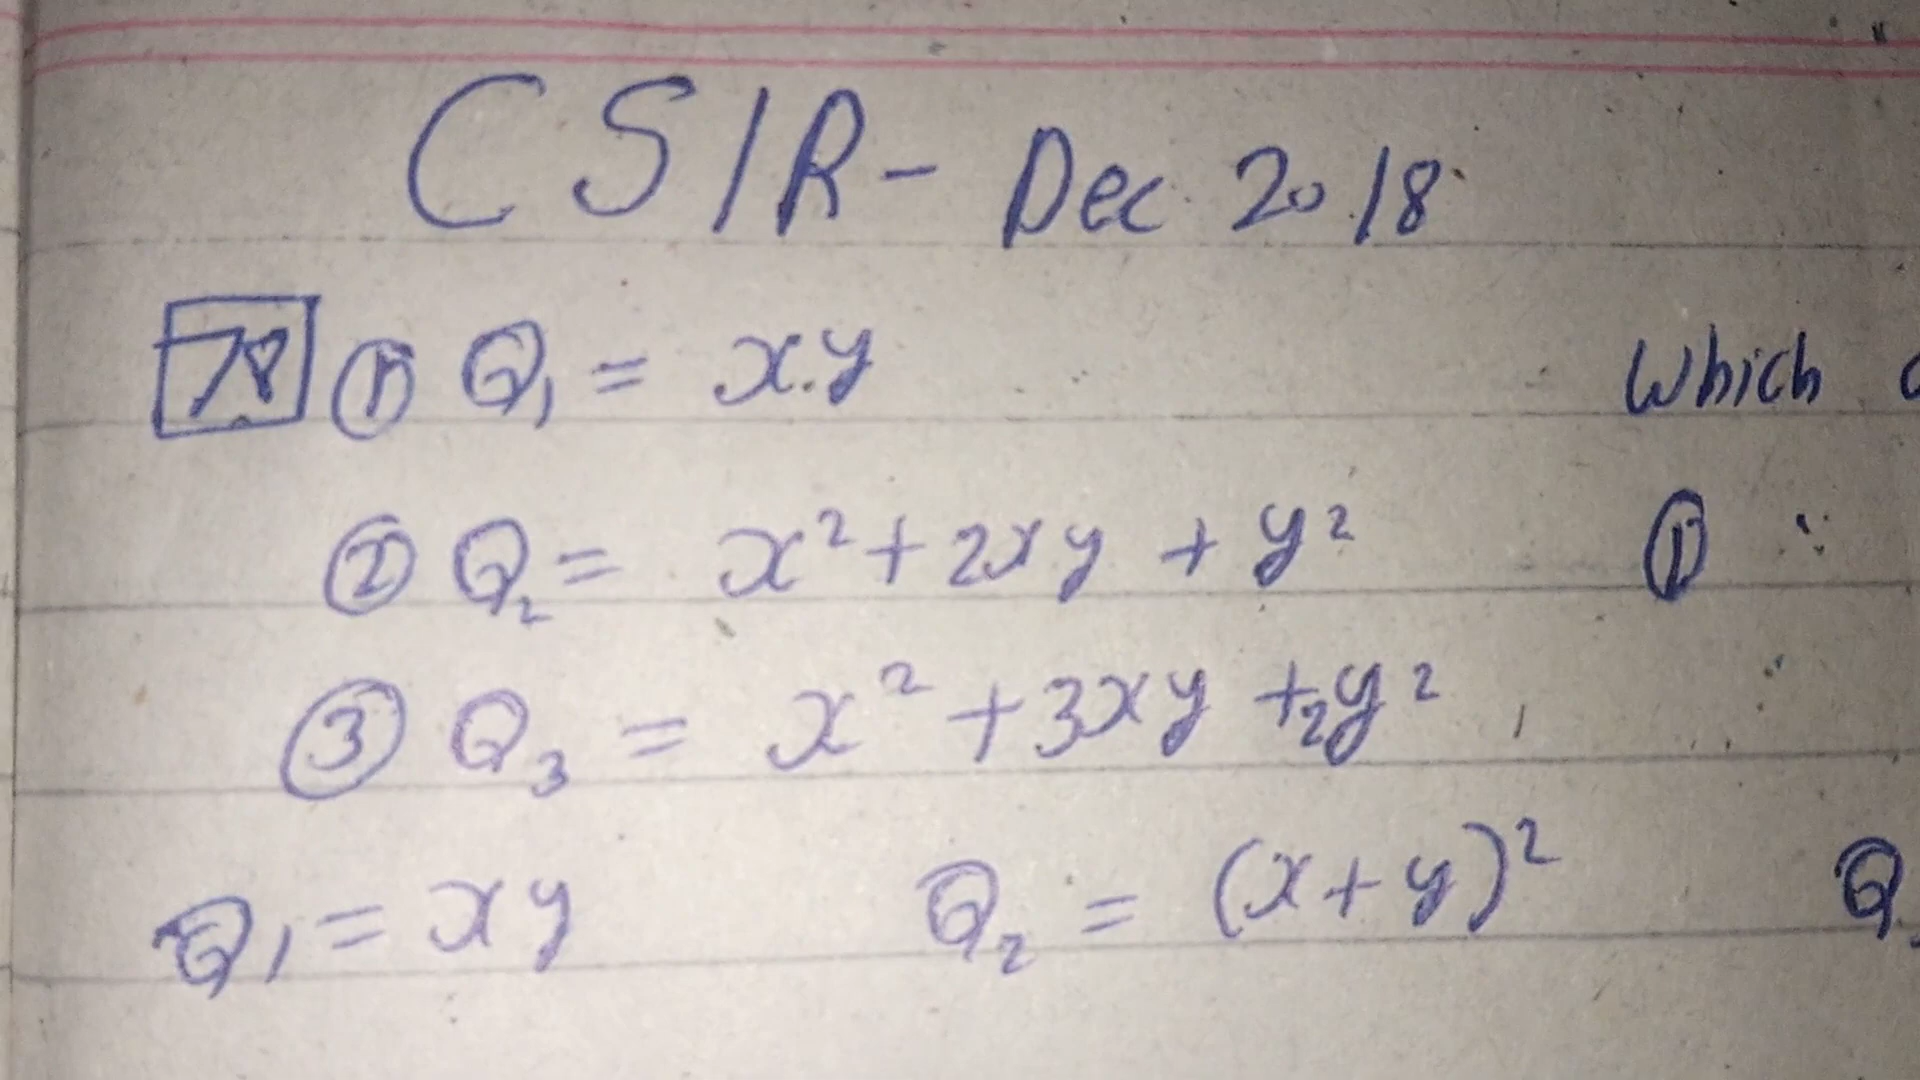 CSIR - Dec 2018
78 ① Q₁ = x.y Which
② Q₂ = x² + 2xy + y² ①
③ Q₃ = x² + 3xy + 2y²
Q₁ = xy Q₂ = (x+y)² Q